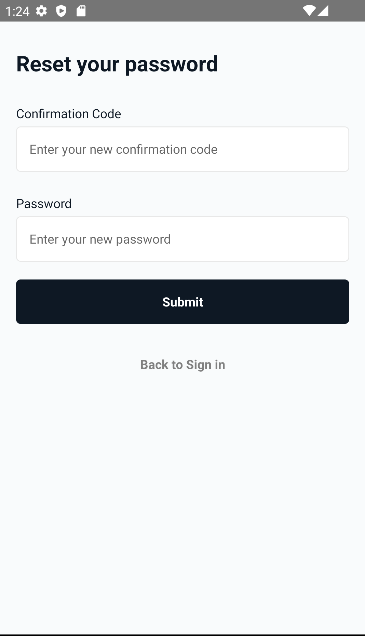 1:24
Reset your password
Confirmation Code
Enter your new confirmation code
Password
Enter your new password
Submit
Back to Sign in